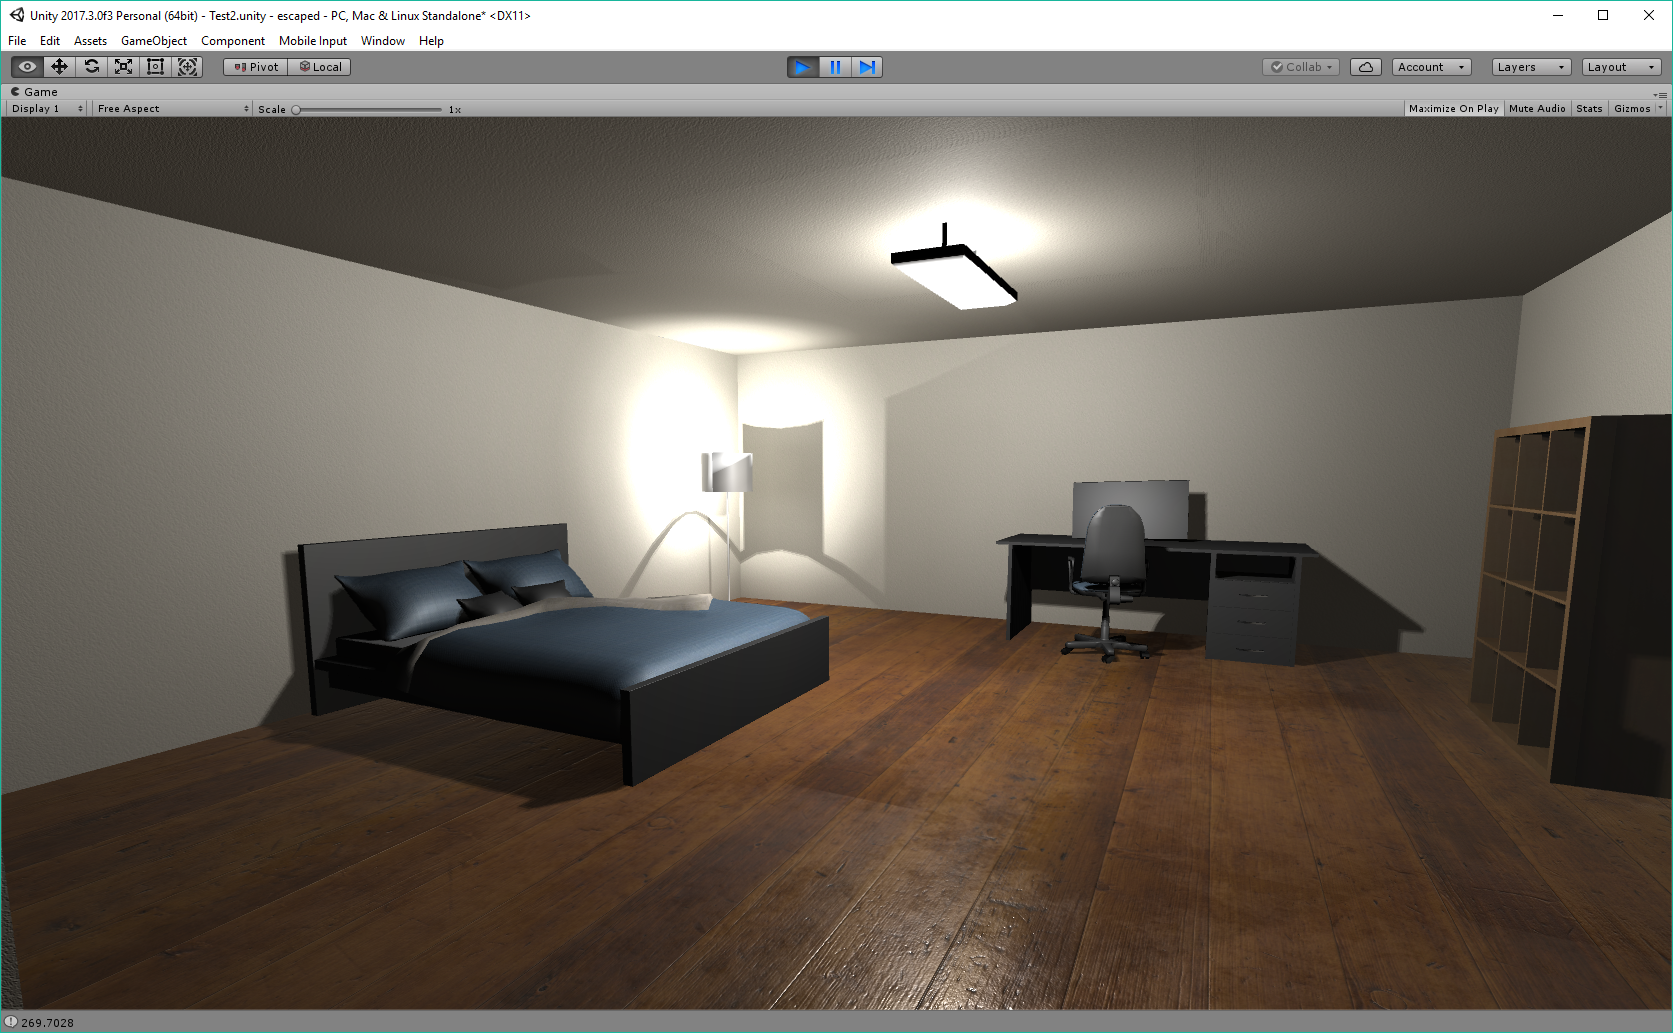 Unity 2017.3.0f3 Personal (64bit) - Test2.unity - escaped - PC, Mac & Linux Standalone* <DX11>
File Edit Assets GameObject Component Mobile Input Window Help
Pivot Local Collab Account Layers Layout
Game
Display 1 Free Aspect Scale 1x Maximize On Play Mute Audio Stats Gizmos
269.7028